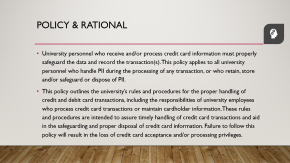 POLICY & RATIONAL
• University personnel who receive and/or process credit card information must properly
safeguard the data and record the transaction(s). This policy applies to all university
personnel who handle PII during the processing of any transaction, or who retain, store
and/or safeguard or dispose of PII.
• This policy outlines the university's rules and procedures for the proper handling of
credit and debit card transactions, including the responsibilities of university employees
who process credit card transactions or maintain cardholder information. These rules
and procedures are intended to assure timely handling of credit card transactions and aid
in the safeguarding and proper disposal of credit card information. Failure to follow this
policy will result in the loss of credit card acceptance and/or processing privileges.